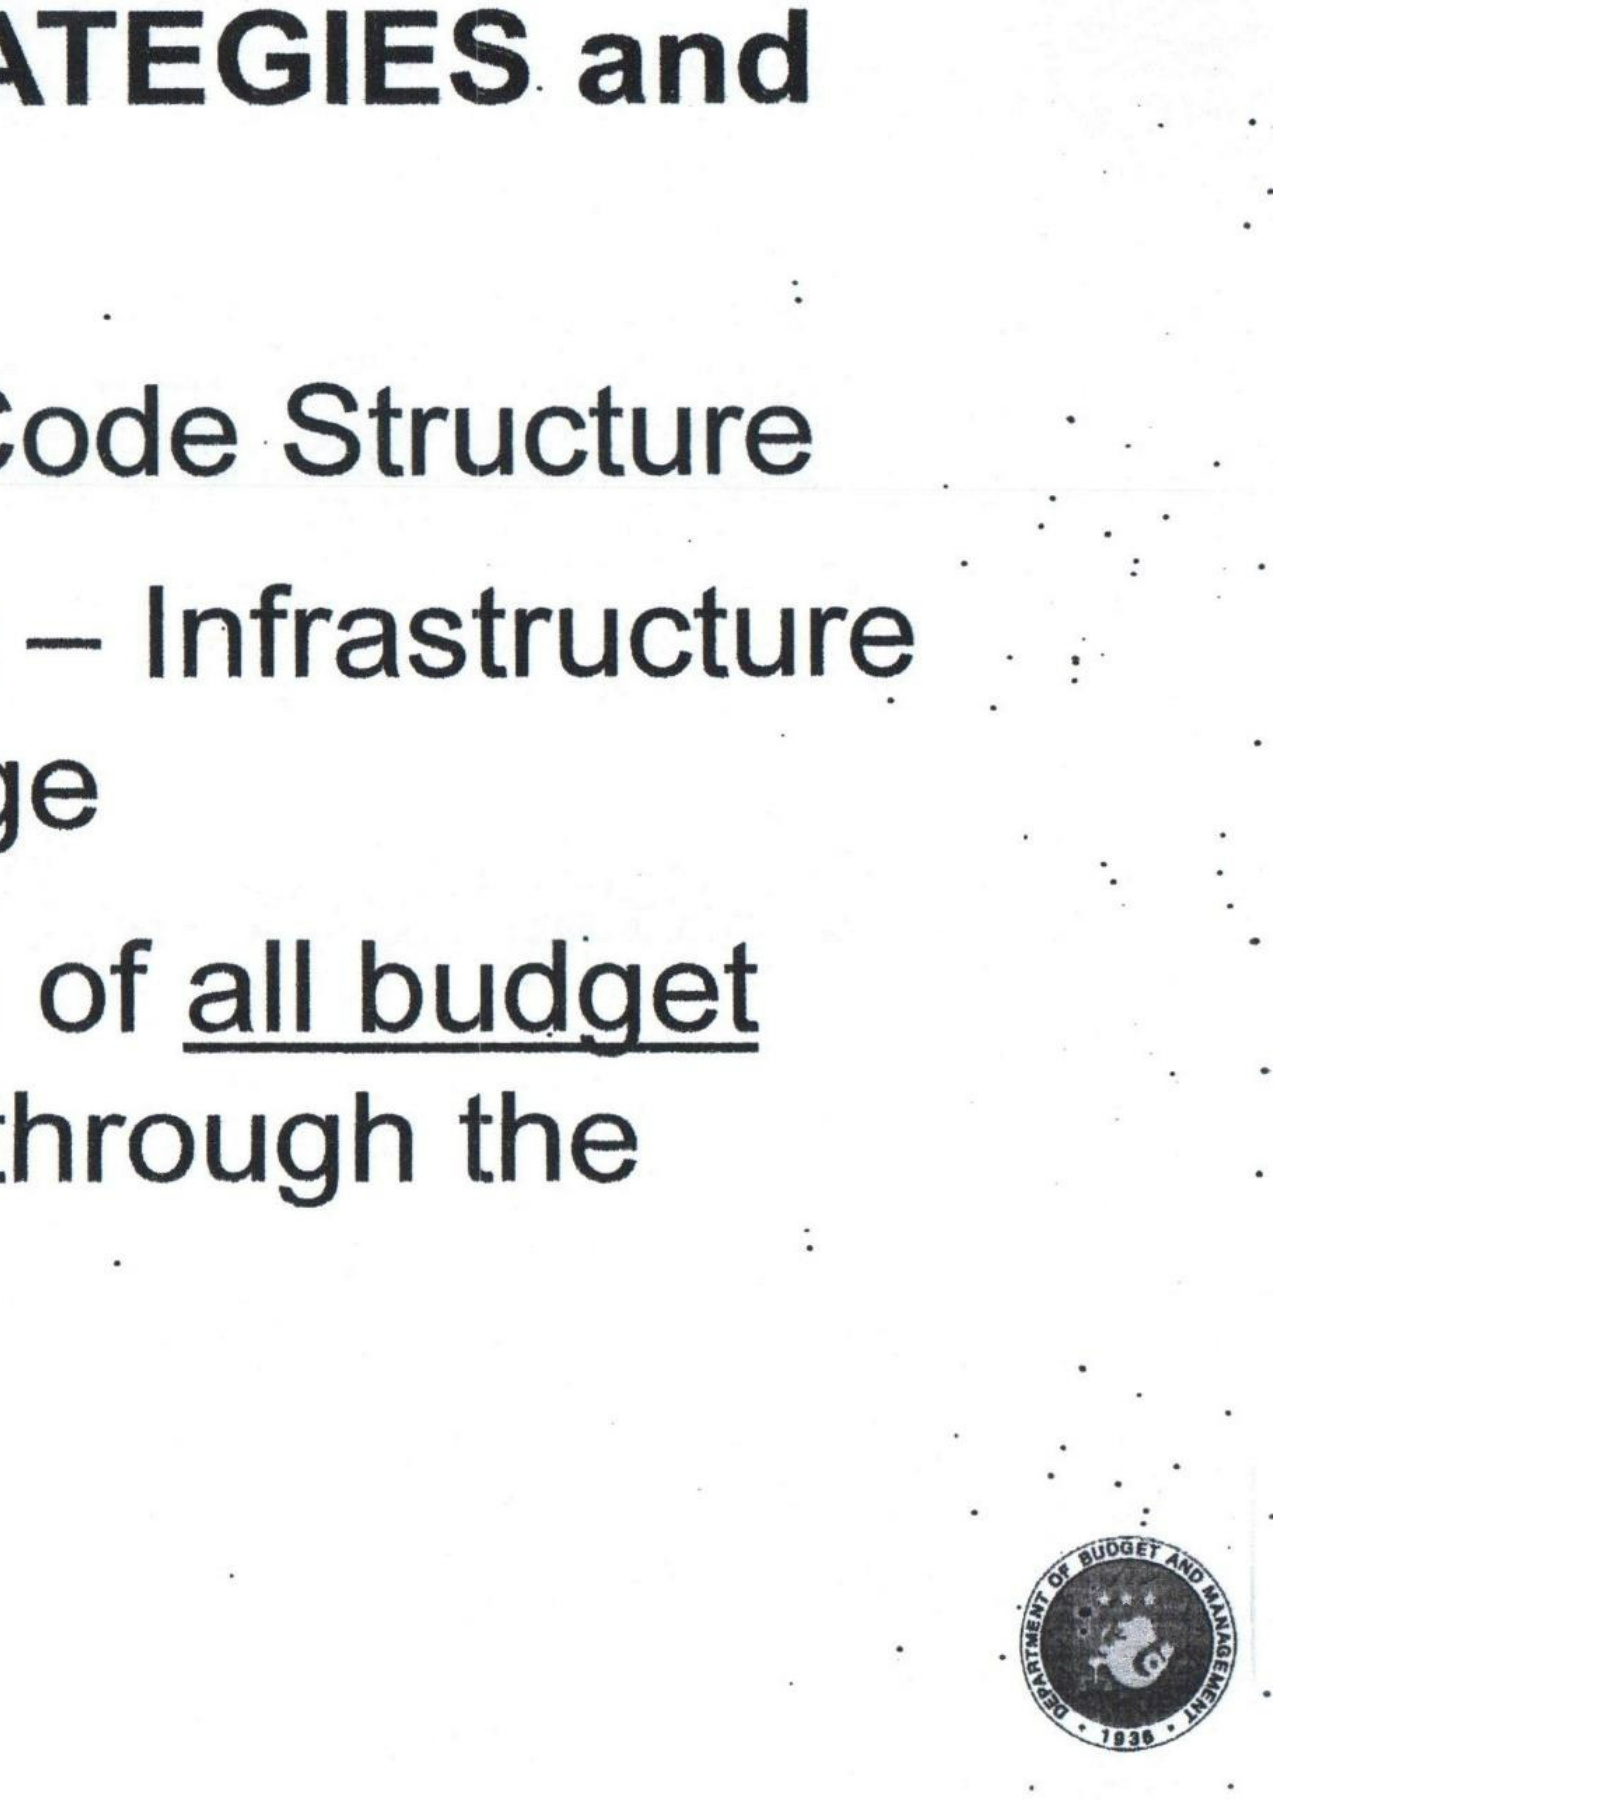 ATEGIES and
Code Structure
– Infrastructure
ge
of all budget
through the
DEPARTMENT OF BUDGET AND MANAGEMENT
• 1936 •